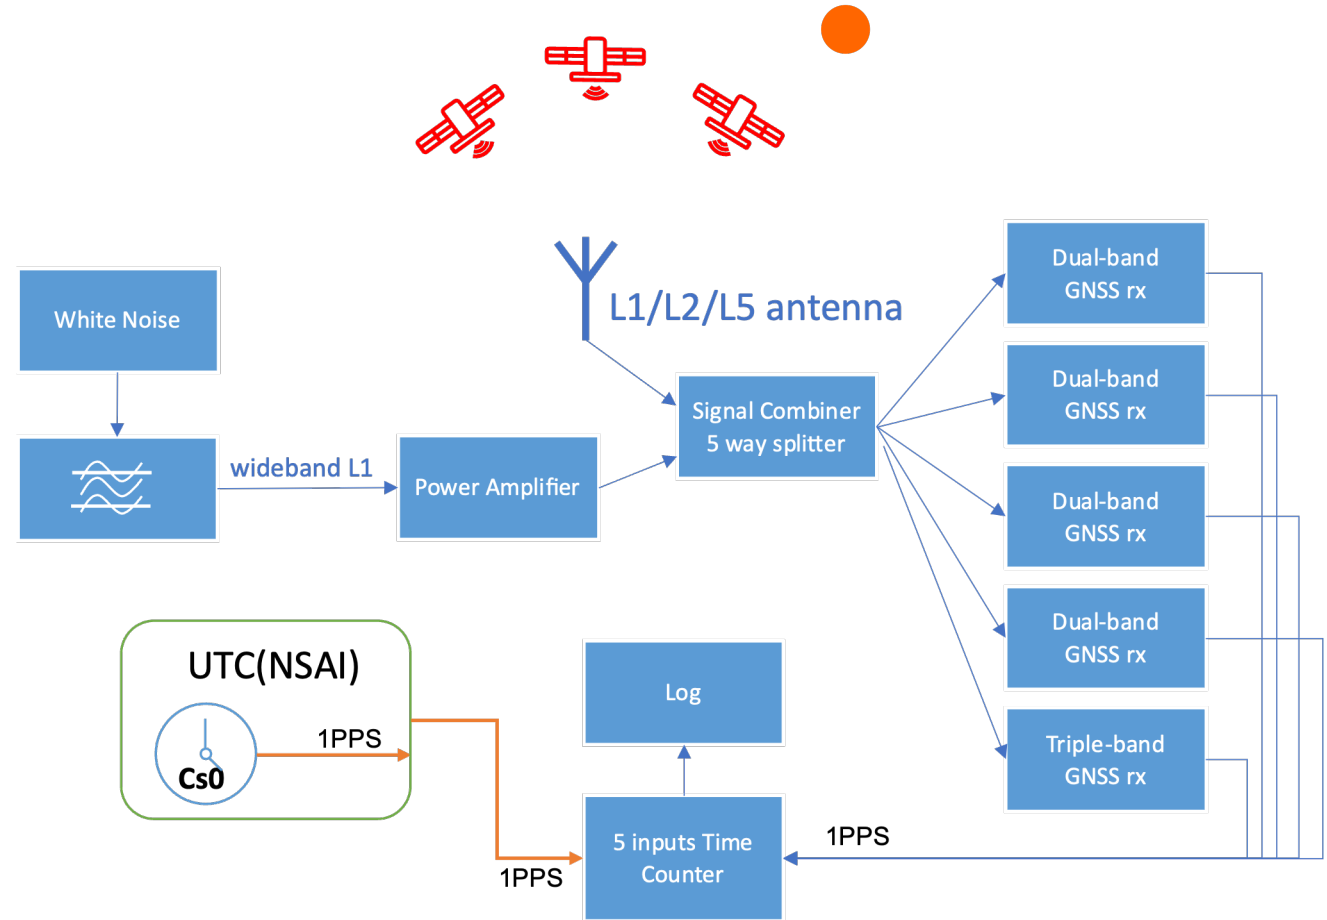 White Noise
L1/L2/L5 antenna
Dual-band
GNSS rx
Dual-band
GNSS rx
Signal Combiner
5 way splitter
wideband L1
Power Amplifier
Dual-band
GNSS rx
Dual-band
GNSS rx
Triple-band
GNSS rx
UTC(NSAI)
1PPS
Cs0
Log
5 inputs Time
Counter
1PPS
1PPS